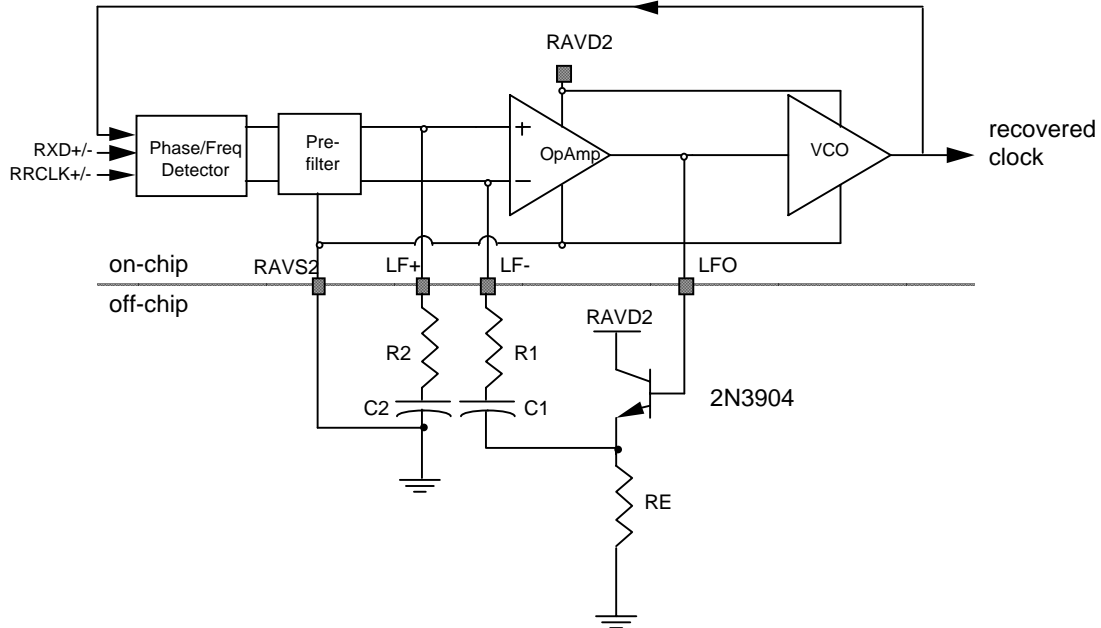 RAVD2
RXD+/-
RRCLK+/-
Phase/Freq
Detector
Pre-
filter
+
−
OpAmp
VCO
recovered
clock
on-chip
off-chip
RAVS2
LF+
LF-
LFO
RAVD2
R2
R1
C2
C1
2N3904
RE